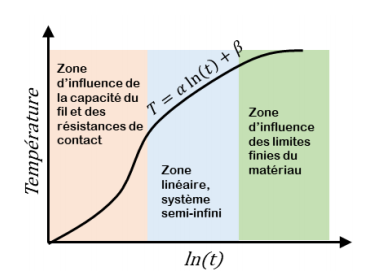 Température
Zone
d'influence de
la capacité du
fil et des
résistances de
contact
T = α ln(t) + β
Zone
linéaire,
système
semi-infini
Zone
d'influence
des limites
finies du
matériau
ln(t)